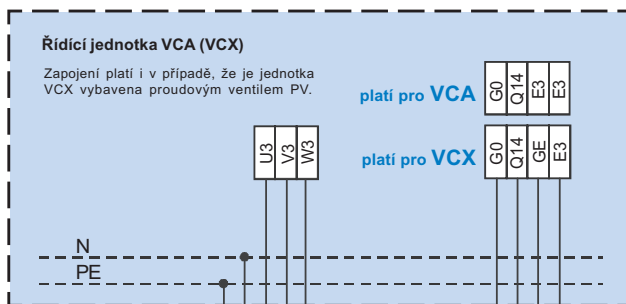 Řídící jednotka VCA (VCX)
Zapojení platí i v případě, že je jednotka
VCX vybavena proudovým ventilem PV.
platí pro VCA G0 Q14 E3 E3
platí pro VCX G0 Q14 GE E3
U3 V3 W3
N
PE